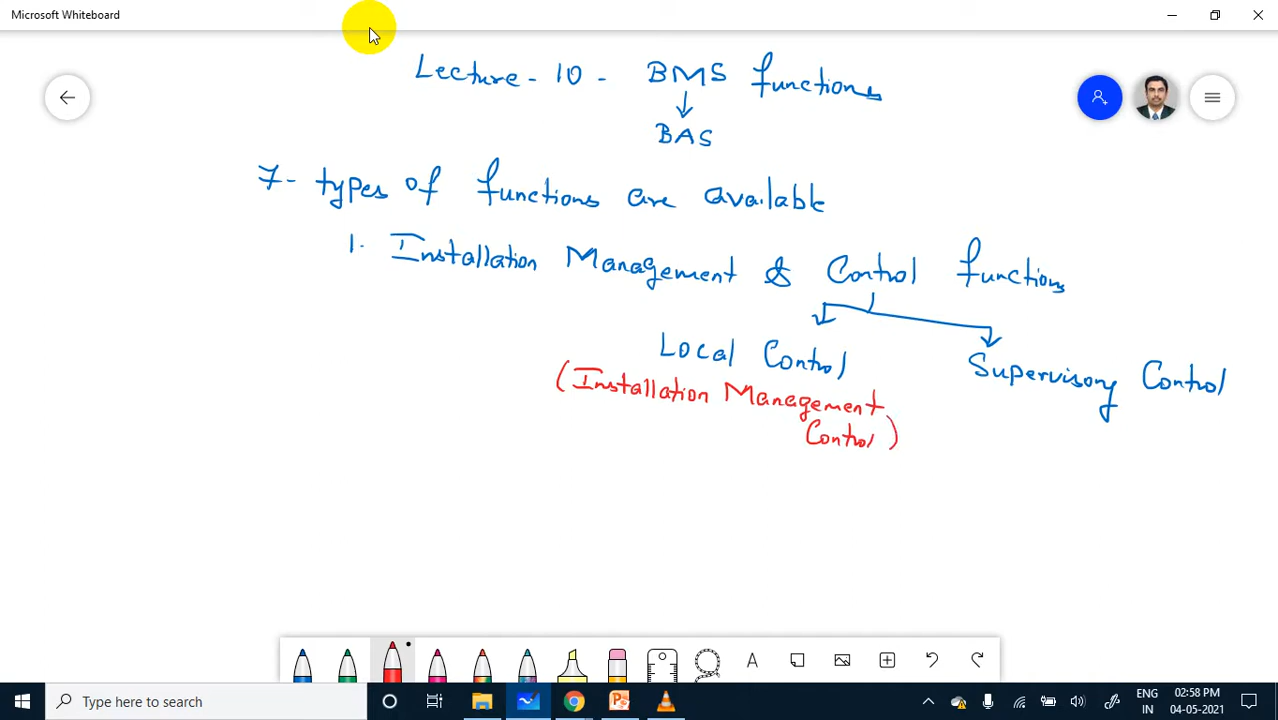 Microsoft Whiteboard
Lecture - 10 - BMS functions
BAS
7- types of functions are available
1. Installation Management & Control functions
Local Control
Supervisory Control
(Installation Management
Control)
A
Type here to search
ENG
IN
02:58 PM
04-05-2021